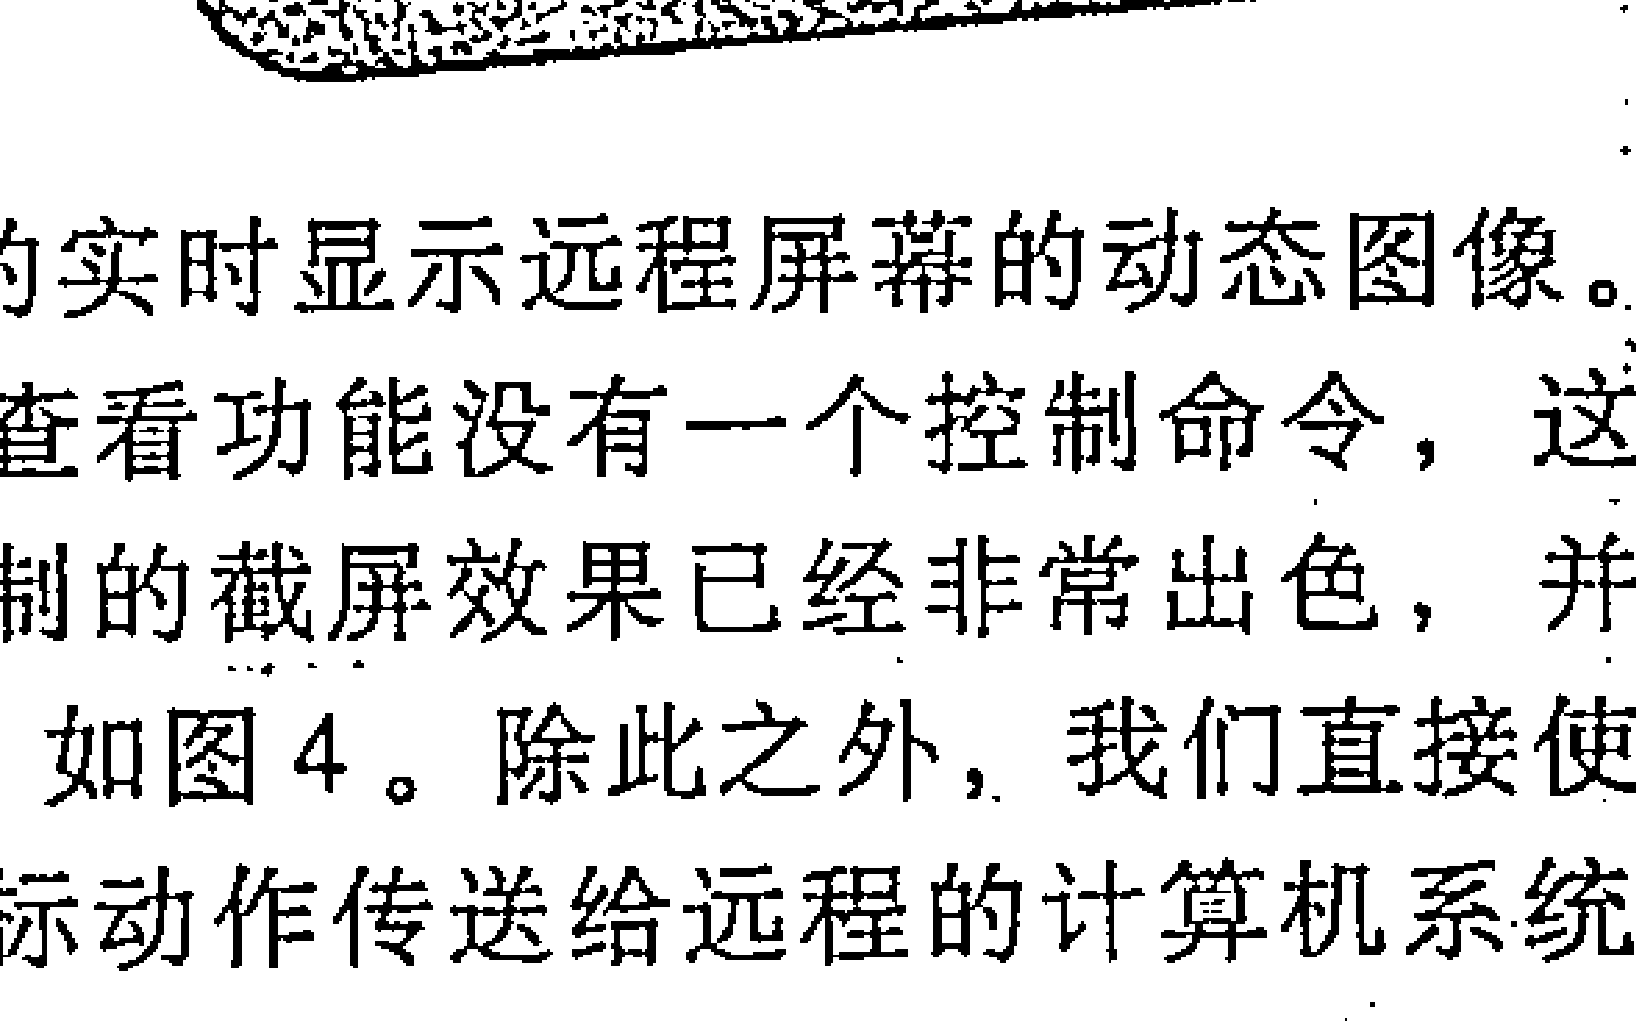 的实时显示远程屏幕的动态图像。
查看功能没有一个控制命令，这
制的截屏效果已经非常出色，并
如图4。除此之外，我们直接使
标动作传送给远程的计算机系统